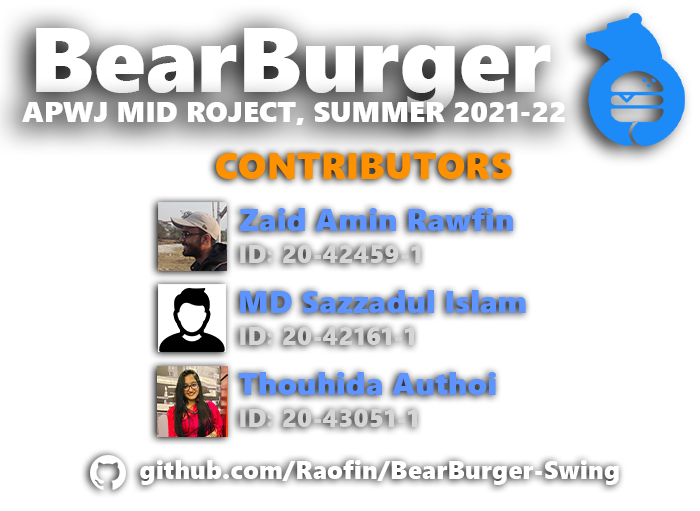 BearBurger
APWJ MID ROJECT, SUMMER 2021-22
CONTRIBUTORS
Zaid Amin Rawfin
ID: 20-42459-1
MD Sazzadul Islam
ID: 20-42161-1
Thouhida Authoi
ID: 20-43051-1
github.com/Raofin/BearBurger-Swing